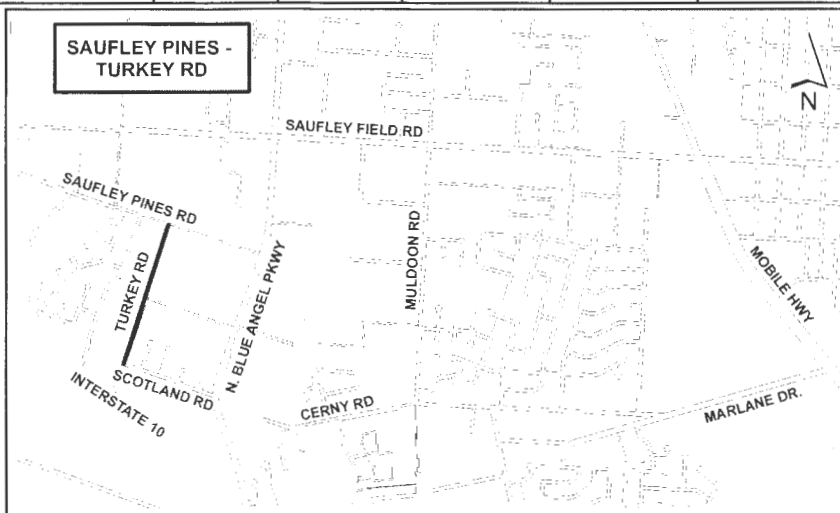 SAUFLEY PINES -
TURKEY RD
N
SAUFLEY FIELD RD
SAUFLEY PINES RD
TURKEY RD
N. BLUE ANGEL PKWY
MULDOON RD
MOBILE HWY
SCOTLAND RD
INTERSTATE 10
CERNY RD
MARLANE DR.